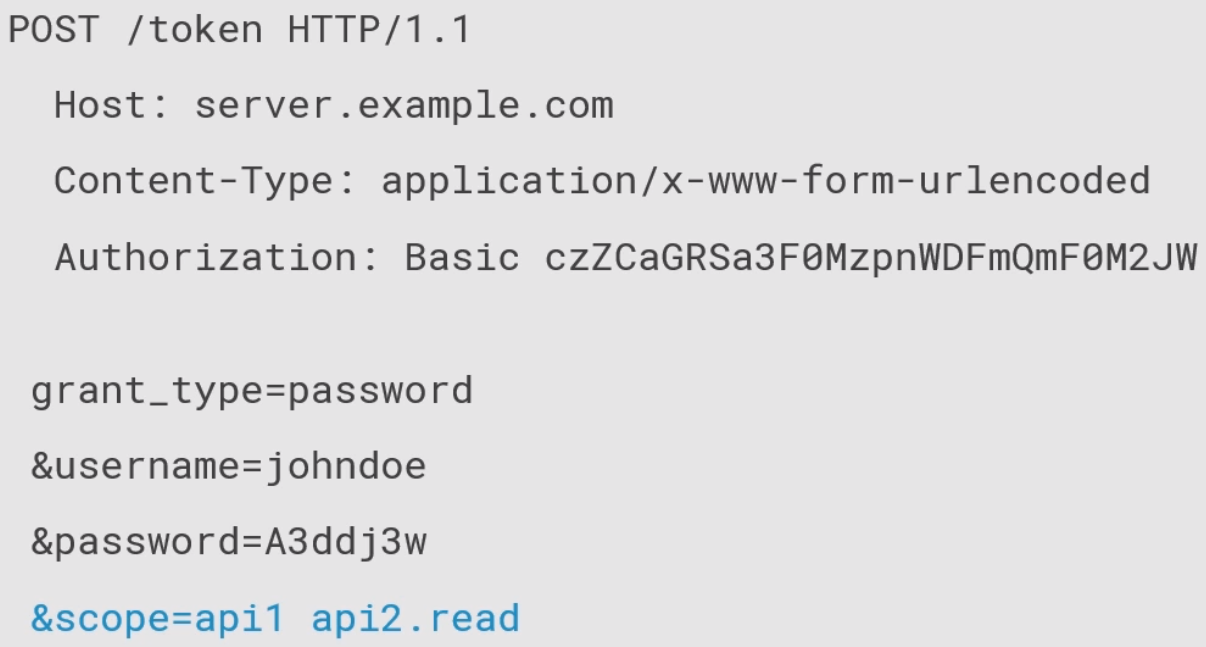 POST /token HTTP/1.1
Host: server.example.com
Content-Type: application/x-www-form-urlencoded
Authorization: Basic czZCaGRSa3F0MzpnWDFmQmF0M2JW
grant_type=password
&username=johndoe
&password=A3ddj3w
&scope=api1 api2.read